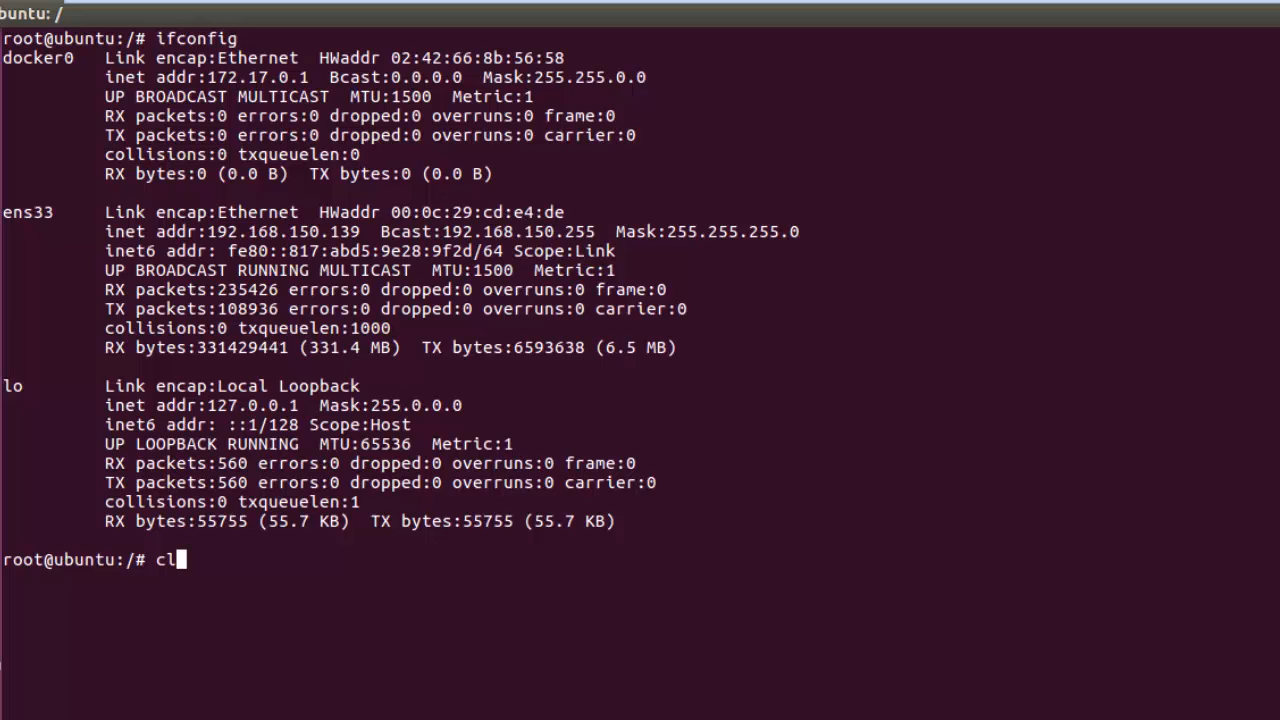 buntu: /
root@ubuntu:/# ifconfig
docker0   Link encap:Ethernet  HWaddr 02:42:66:8b:56:58
          inet addr:172.17.0.1  Bcast:0.0.0.0  Mask:255.255.0.0
          UP BROADCAST MULTICAST  MTU:1500  Metric:1
          RX packets:0 errors:0 dropped:0 overruns:0 frame:0
          TX packets:0 errors:0 dropped:0 overruns:0 carrier:0
          collisions:0 txqueuelen:0
          RX bytes:0 (0.0 B)  TX bytes:0 (0.0 B)

ens33     Link encap:Ethernet  HWaddr 00:0c:29:cd:e4:de
          inet addr:192.168.150.139  Bcast:192.168.150.255  Mask:255.255.255.0
          inet6 addr: fe80::817:abd5:9e28:9f2d/64 Scope:Link
          UP BROADCAST RUNNING MULTICAST  MTU:1500  Metric:1
          RX packets:235426 errors:0 dropped:0 overruns:0 frame:0
          TX packets:108936 errors:0 dropped:0 overruns:0 carrier:0
          collisions:0 txqueuelen:1000
          RX bytes:331429441 (331.4 MB)  TX bytes:6593638 (6.5 MB)

lo        Link encap:Local Loopback
          inet addr:127.0.0.1  Mask:255.0.0.0
          inet6 addr: ::1/128 Scope:Host
          UP LOOPBACK RUNNING  MTU:65536  Metric:1
          RX packets:560 errors:0 dropped:0 overruns:0 frame:0
          TX packets:560 errors:0 dropped:0 overruns:0 carrier:0
          collisions:0 txqueuelen:1
          RX bytes:55755 (55.7 KB)  TX bytes:55755 (55.7 KB)

root@ubuntu:/# cl